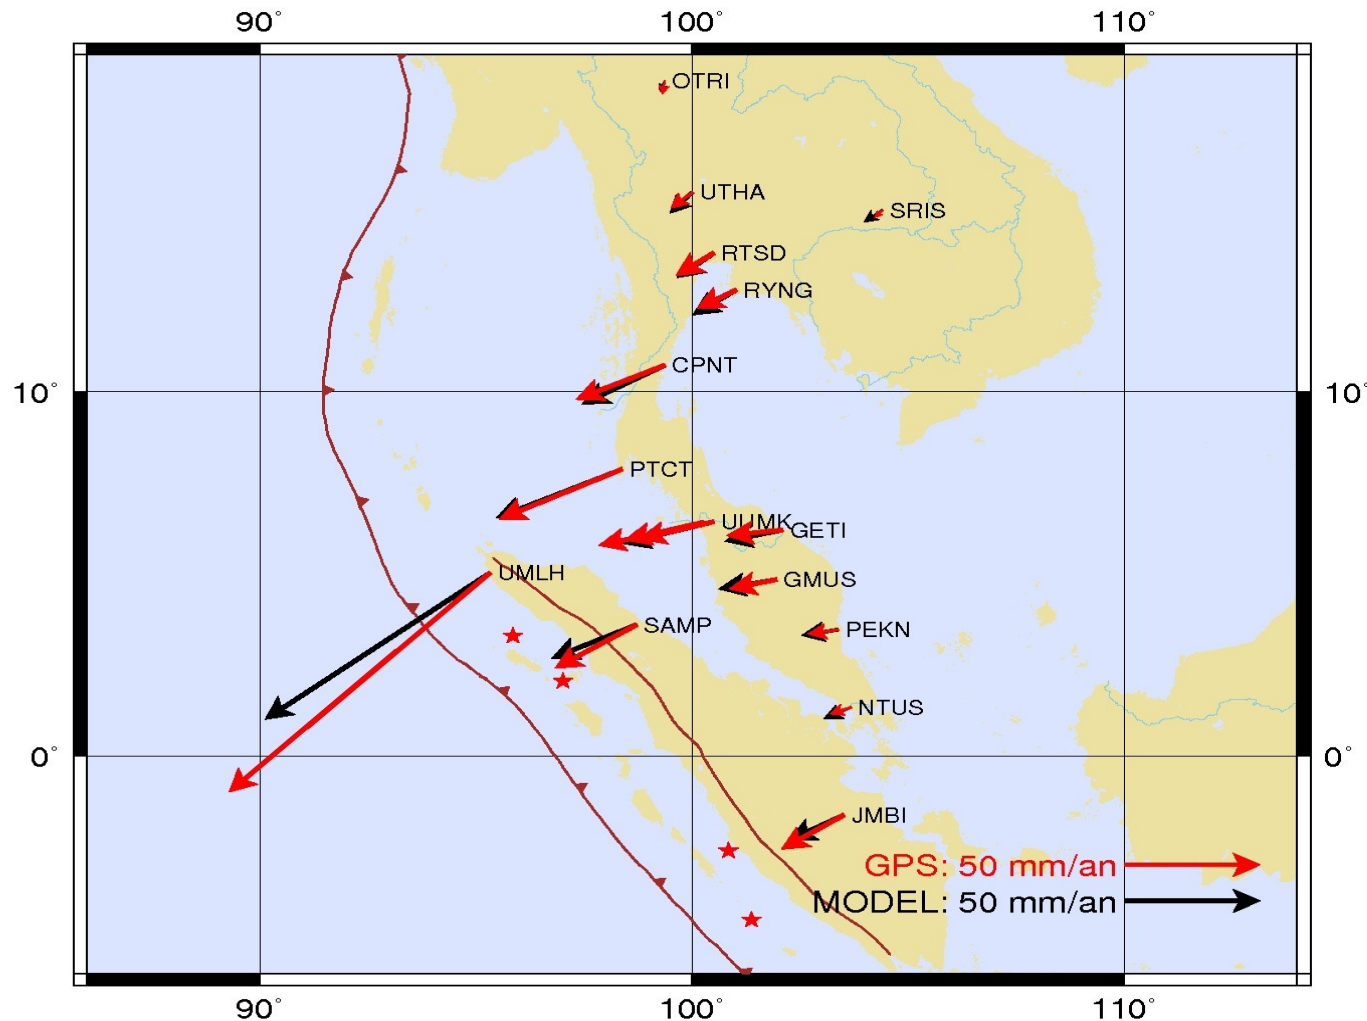 90° 100° 110°
OTRI
UTHA
SRIS
RTSD
RYNG
CPNT
10° 10°
PTCT
UUMK
GETI
UMLH
GMUS
SAMP
PEKN
NTUS
0° 0°
JMBI
GPS: 50 mm/an
MODEL: 50 mm/an
90° 100° 110°